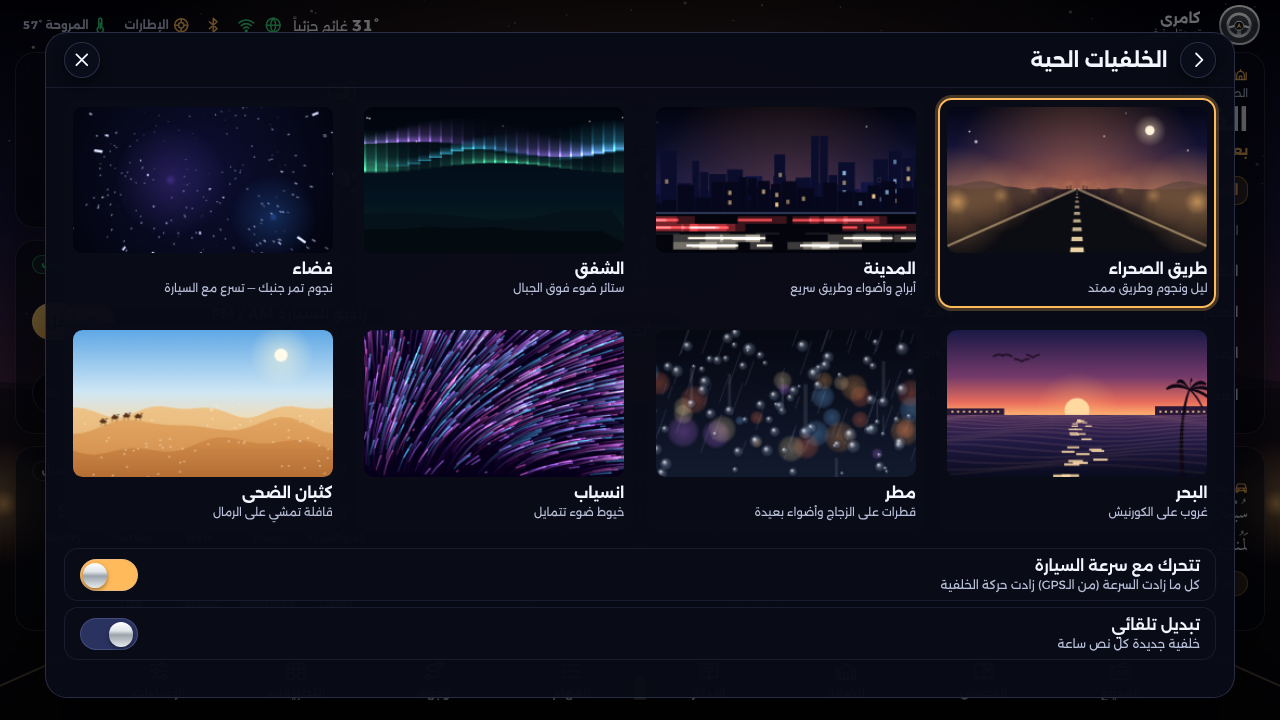 كامري
31° غائم جزئياً
الإطارات
المروحة 57°
الخلفيات الحية
طريق الصحراء
ليل ونجوم وطريق ممتد
المدينة
أبراج وأضواء وطريق سريع
الشفق
ستائر ضوء فوق الجبال
فضاء
نجوم تمر جنبك – تسرع مع السيارة
البحر
غروب على الكورنيش
مطر
قطرات على الزجاج وأضواء بعيدة
انسياب
خيوط ضوء تتمايل
كثبان الضحى
قافلة تمشي على الرمال
تتحرك مع سرعة السيارة
كل ما زادت السرعة (من الـGPS) زادت حركة الخلفية
تبديل تلقائي
خلفية جديدة كل نص ساعة